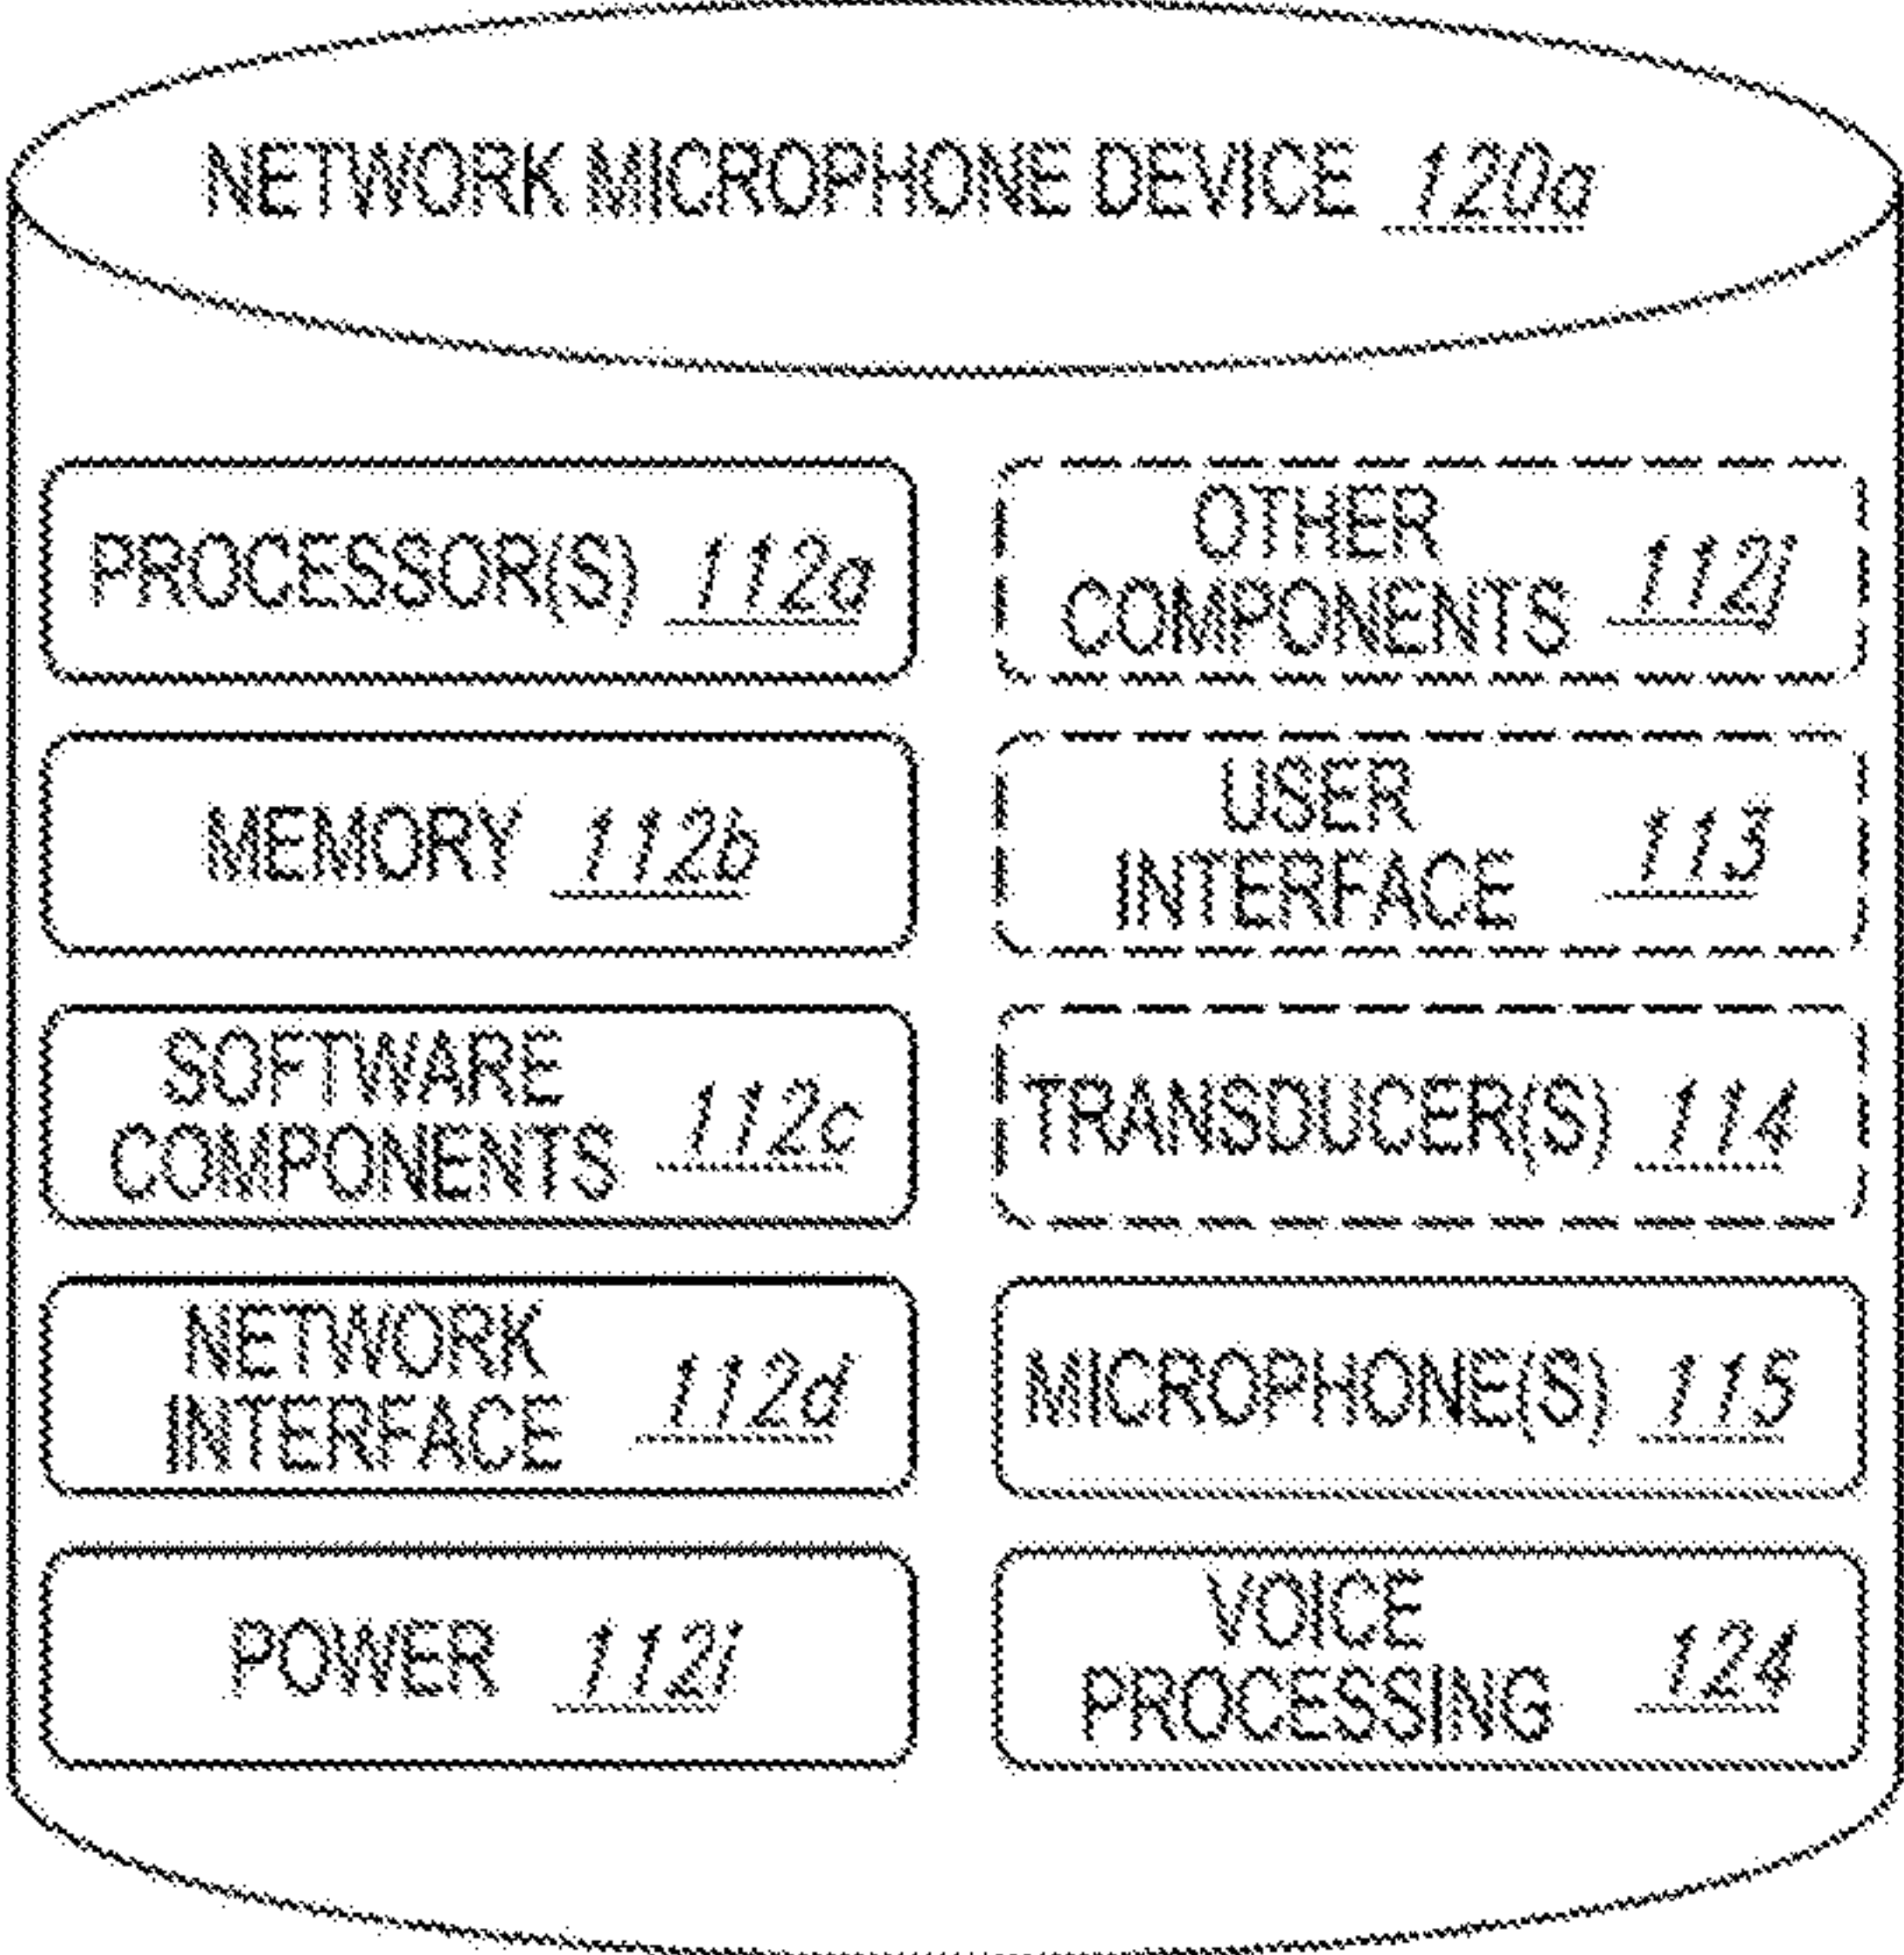 NETWORK MICROPHONE DEVICE 120a
PROCESSOR(S) 112a
MEMORY 112b
SOFTWARE
COMPONENTS 112c
NETWORK
INTERFACE 112d
POWER 112i
OTHER
COMPONENTS 112j
USER
INTERFACE 113
TRANSDUCER(S) 114
MICROPHONE(S) 115
VOICE
PROCESSING 124